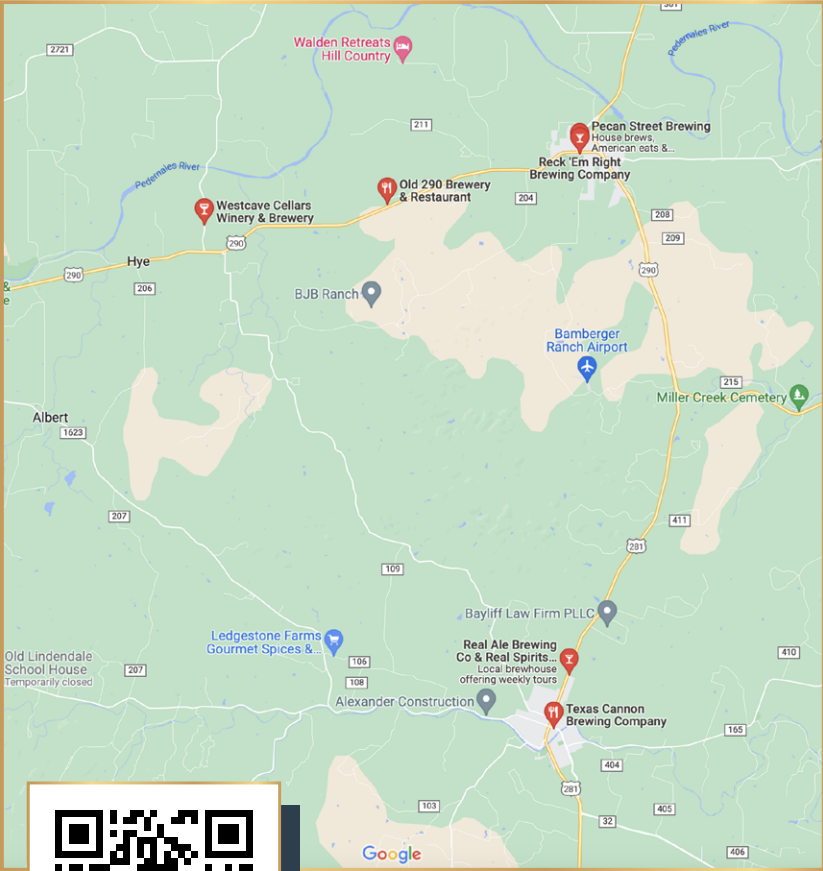 281
2721
Pedernales River
Walden Retreats
Hill Country
211
Pecan Street Brewing
House brews,
American eats &...
Reck 'Em Right
Brewing Company
Pedernales River
Old 290 Brewery
& Restaurant
204
Westcave Cellars
Winery & Brewery
208
209
290
Hye
290
290
&
e
206
BJB Ranch
Bamberger
Ranch Airport
215
Miller Creek Cemetery
Albert
1623
207
411
281
109
Bayliff Law Firm PLLC
Ledgestone Farms
Gourmet Spices &...
Real Ale Brewing
Co & Real Spirits...
Local brewhouse
offering weekly tours
Old Lindendale
School House
Temporarily closed
207
106
108
410
Alexander Construction
Texas Cannon
Brewing Company
165
404
281
103
405
32
Google
406